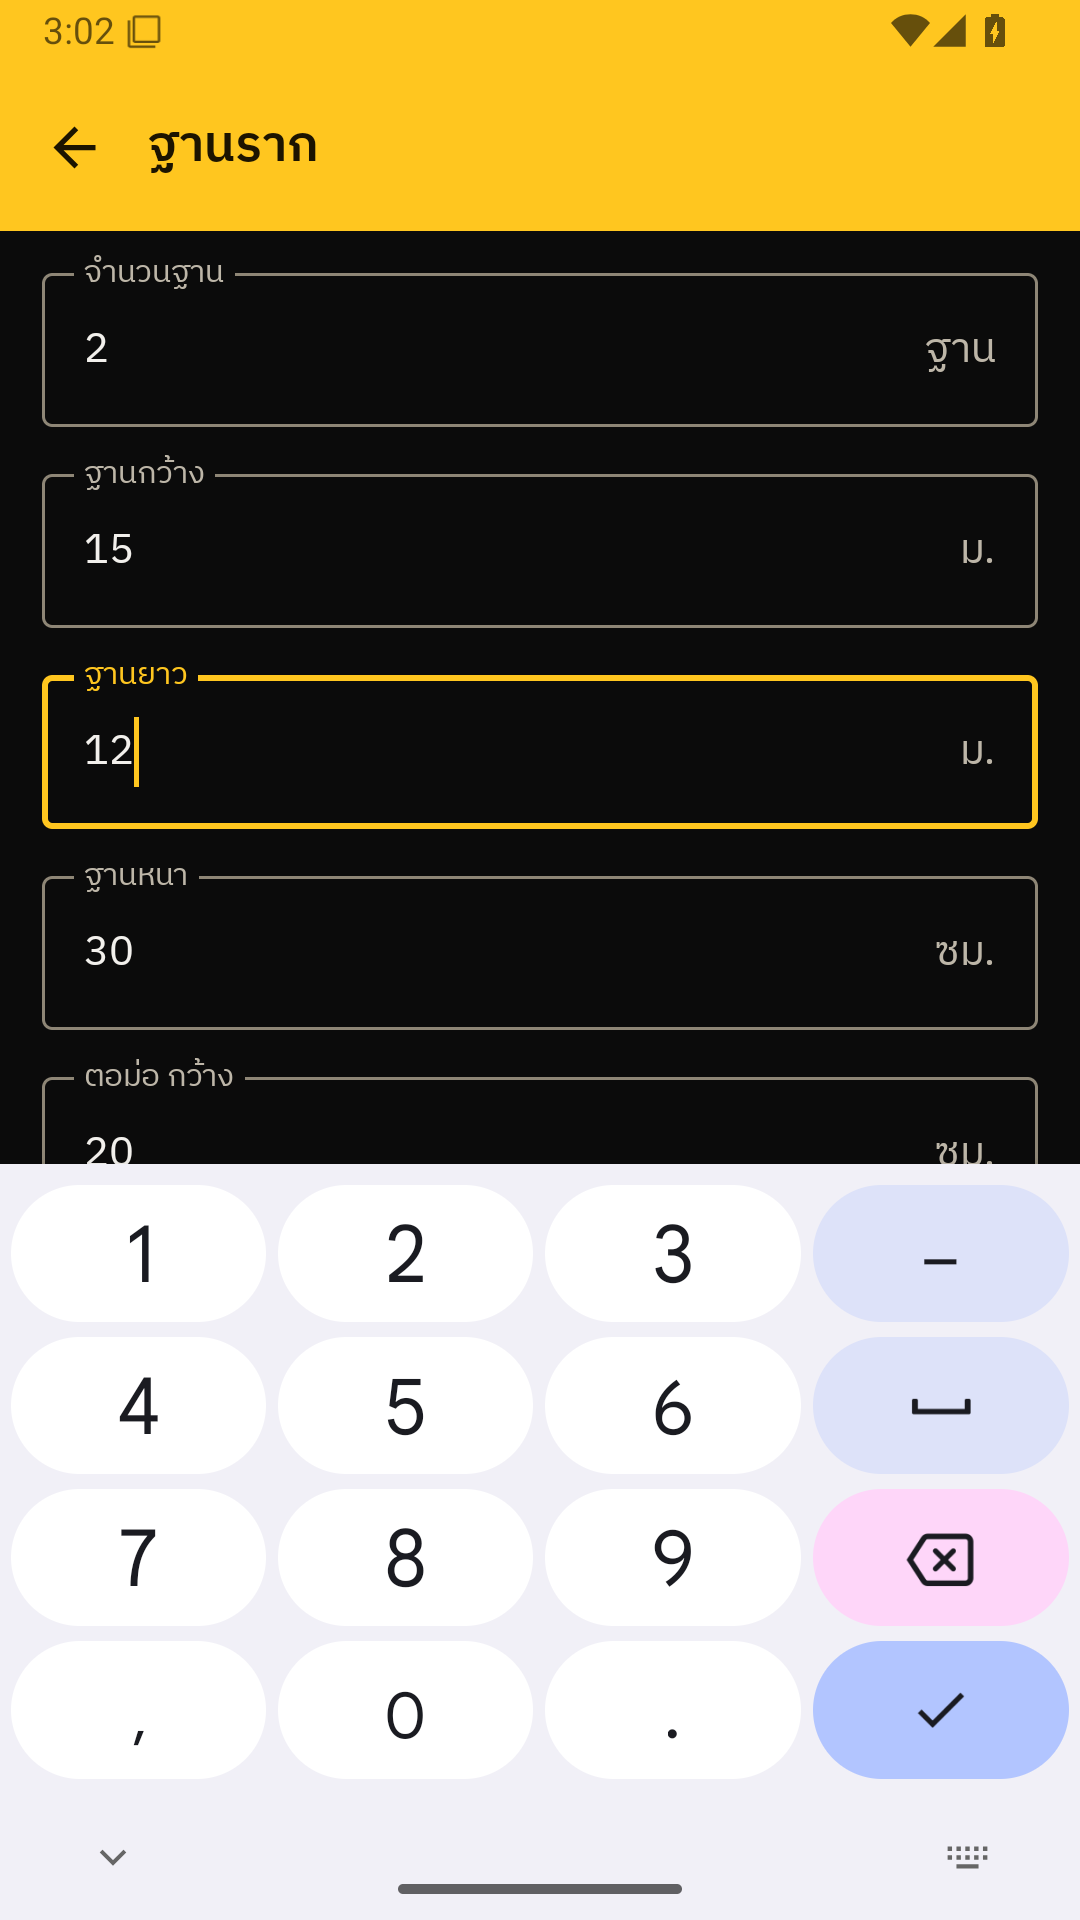 3:02
ฐานราก
จำนวนฐาน
2 ฐาน
ฐานกว้าง
15 ม.
ฐานยาว
12 ม.
ฐานหนา
30 ซม.
ตอม่อ กว้าง
20 ซม.
1 2 3 –
4 5 6
7 8 9
, 0 .